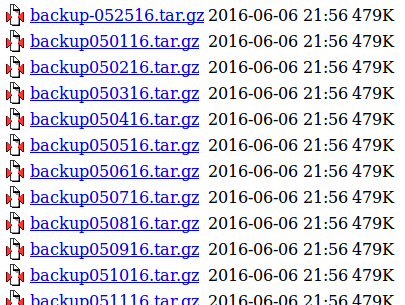 backup-052516.tar.gz 2016-06-06 21:56 479K
backup050116.tar.gz 2016-06-06 21:56 479K
backup050216.tar.gz 2016-06-06 21:56 479K
backup050316.tar.gz 2016-06-06 21:56 479K
backup050416.tar.gz 2016-06-06 21:56 479K
backup050516.tar.gz 2016-06-06 21:56 479K
backup050616.tar.gz 2016-06-06 21:56 479K
backup050716.tar.gz 2016-06-06 21:56 479K
backup050816.tar.gz 2016-06-06 21:56 479K
backup050916.tar.gz 2016-06-06 21:56 479K
backup051016.tar.gz 2016-06-06 21:56 479K
backup051116.tar.gz 2016-06-06 21:56 479K